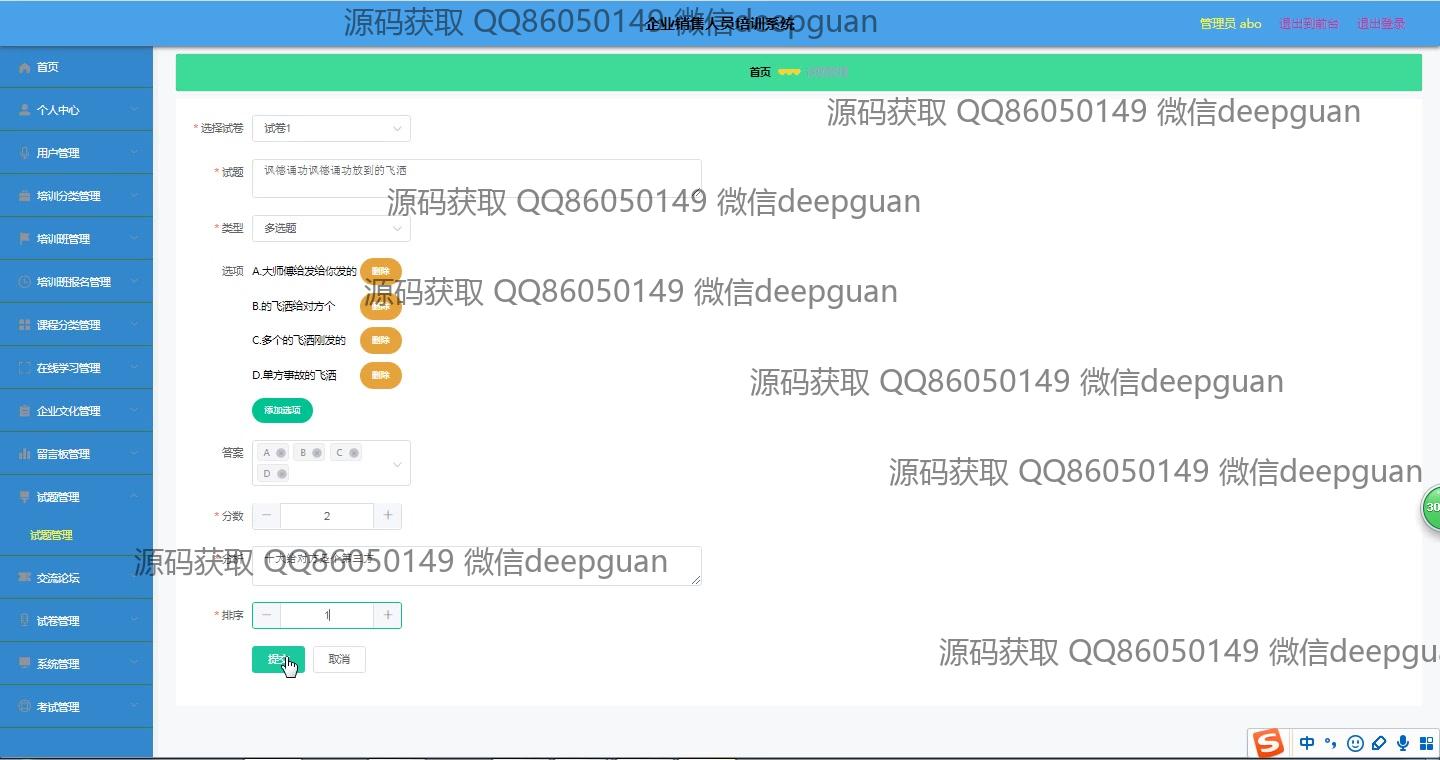 企业销售人员培训系统
管理员 abo 退出到前台 退出登录
源码获取 QQ86050149 微信deepguan
首页
个人中心
用户管理
培训分类管理
培训班管理
培训班报名管理
课程分类管理
在线学习管理
企业文化管理
留言板管理
试题管理
试题管理
交流论坛
试卷管理
系统管理
考试管理
首页 试题管理
源码获取 QQ86050149 微信deepguan
* 选择试卷 试卷1
* 试题
源码获取 QQ86050149 微信deepguan
* 类型 多选题
选项 A.大师傅给发给你发的 删除
源码获取 QQ86050149 微信deepguan
B.的飞洒给对方个 删除
C.多个的飞洒刚发的 删除
D.单方事故的飞洒 删除
源码获取 QQ86050149 微信deepguan
添加选项
答案 A B C
D
源码获取 QQ86050149 微信deepguan
* 分数 − 2 +
* 分析
源码获取 QQ86050149 微信deepguan
* 排序 − 1 +
提交 取消
源码获取 QQ86050149 微信deepgu
30
中